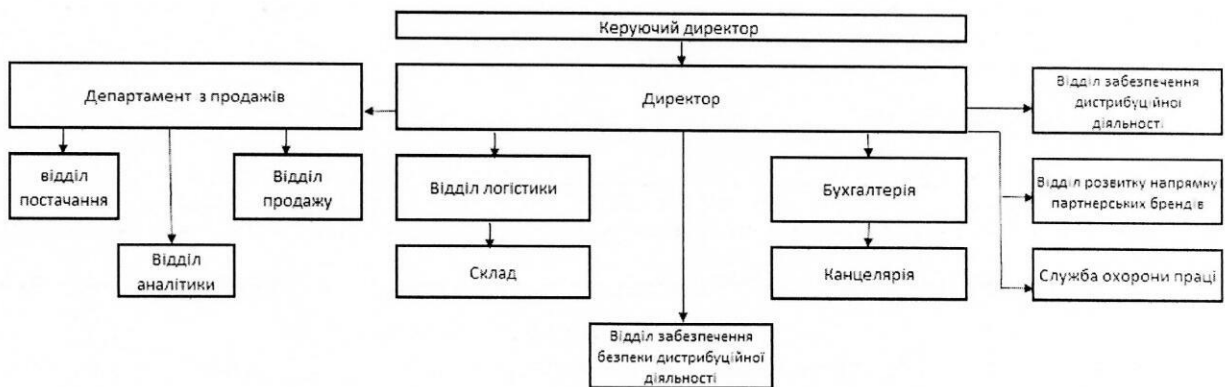 Керуючий директор
Департамент з продажів
Директор
Відділ забезпечення
дистрибуційної
діяльності
відділ
постачання
Відділ
продажу
Відділ логістики
Бухгалтерія
Відділ розвитку напрямку
партнерських брендів
Відділ
аналітики
Склад
Канцелярія
Служба охорони праці
Відділ забезпечення
безпеки дистрибуційної
діяльності